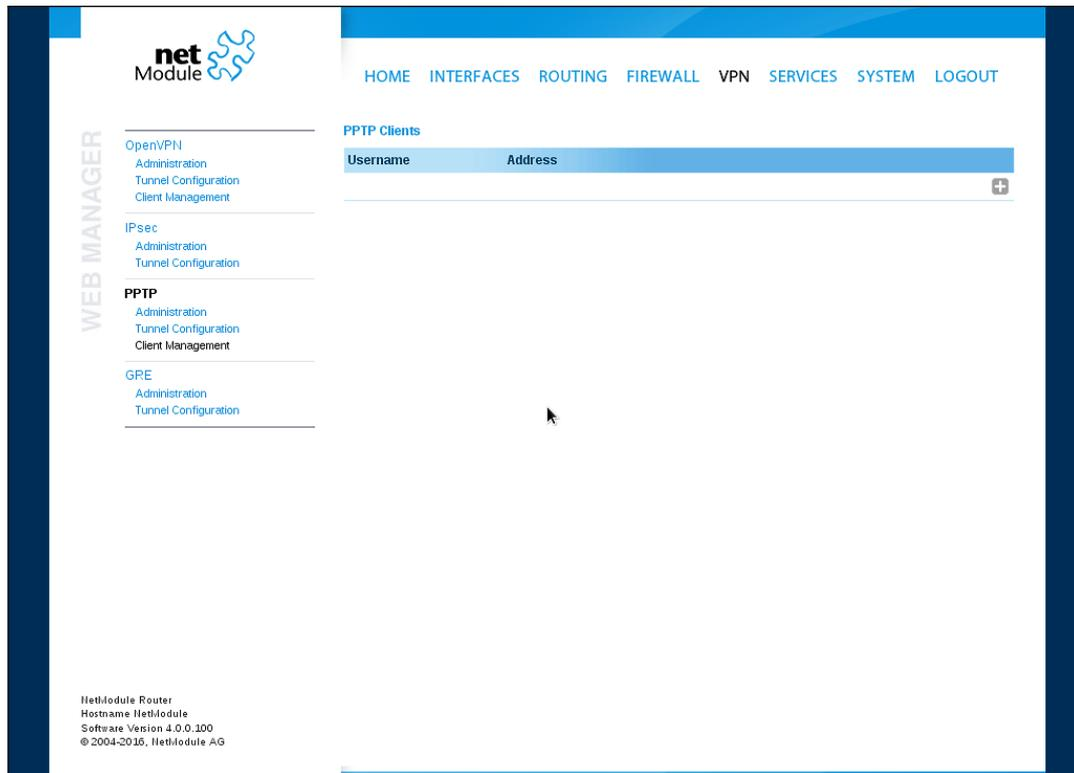 net
Module
HOME INTERFACES ROUTING FIREWALL VPN SERVICES SYSTEM LOGOUT
WEB MANAGER
OpenVPN
Administration
Tunnel Configuration
Client Management
IPsec
Administration
Tunnel Configuration
PPTP
Administration
Tunnel Configuration
Client Management
GRE
Administration
Tunnel Configuration
PPTP Clients
Username Address
NetModule Router
Hostname NetModule
Software Version 4.0.0.100
© 2004-2016, NetModule AG